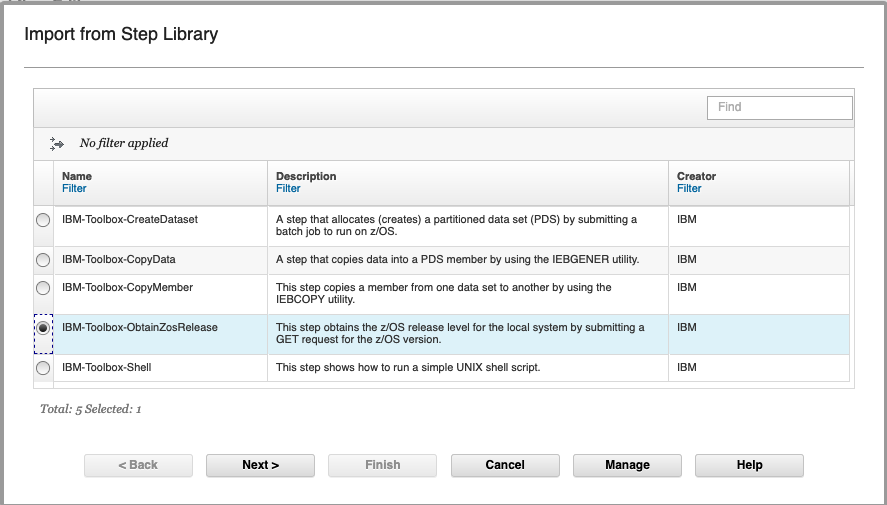 Import from Step Library
Find
No filter applied
Name Description Creator
Filter Filter Filter
IBM-Toolbox-CreateDataset A step that allocates (creates) a partitioned data set (PDS) by submitting a IBM
batch job to run on z/OS.
IBM-Toolbox-CopyData A step that copies data into a PDS member by using the IEBGENER utility. IBM
IBM-Toolbox-CopyMember This step copies a member from one data set to another by using the IBM
IEBCOPY utility.
IBM-Toolbox-ObtainZosRelease This step obtains the z/OS release level for the local system by submitting a IBM
GET request for the z/OS version.
IBM-Toolbox-Shell This step shows how to run a simple UNIX shell script. IBM
Total: 5 Selected: 1
< Back Next > Finish Cancel Manage Help